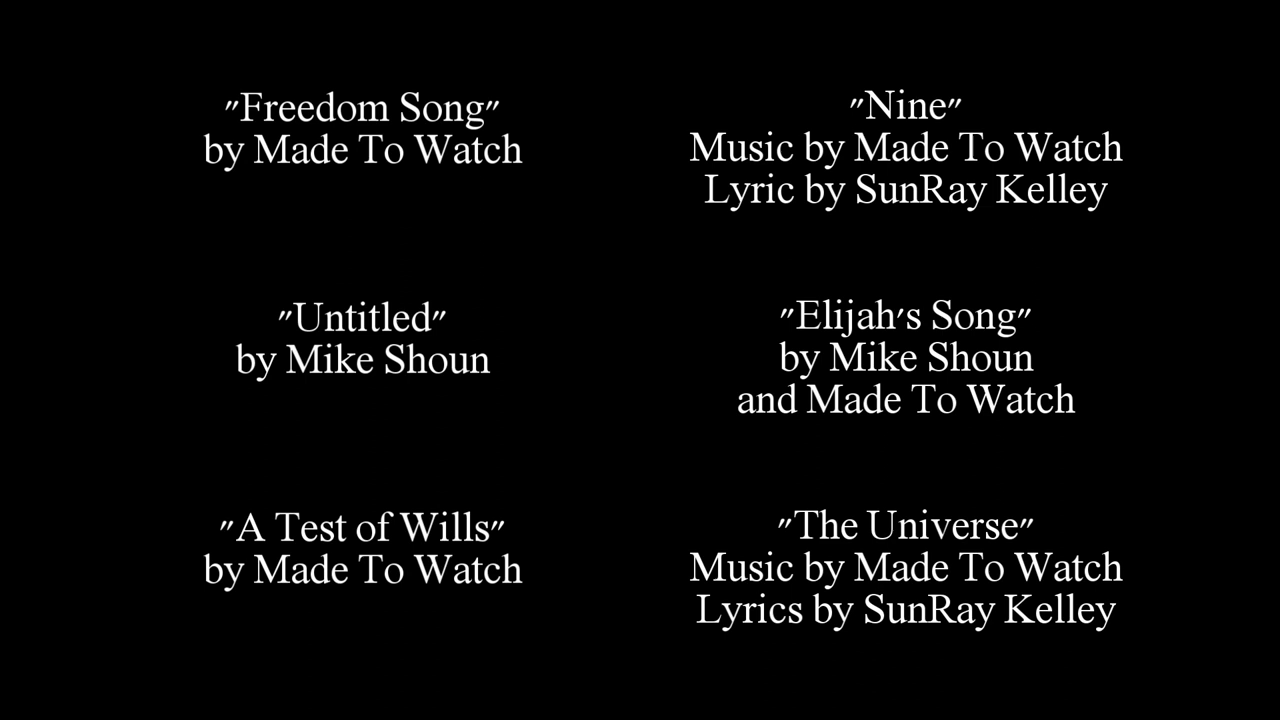 "Freedom Song"
by Made To Watch
"Nine"
Music by Made To Watch
Lyric by SunRay Kelley
"Untitled"
by Mike Shoun
"Elijah's Song"
by Mike Shoun
and Made To Watch
"A Test of Wills"
by Made To Watch
"The Universe"
Music by Made To Watch
Lyrics by SunRay Kelley